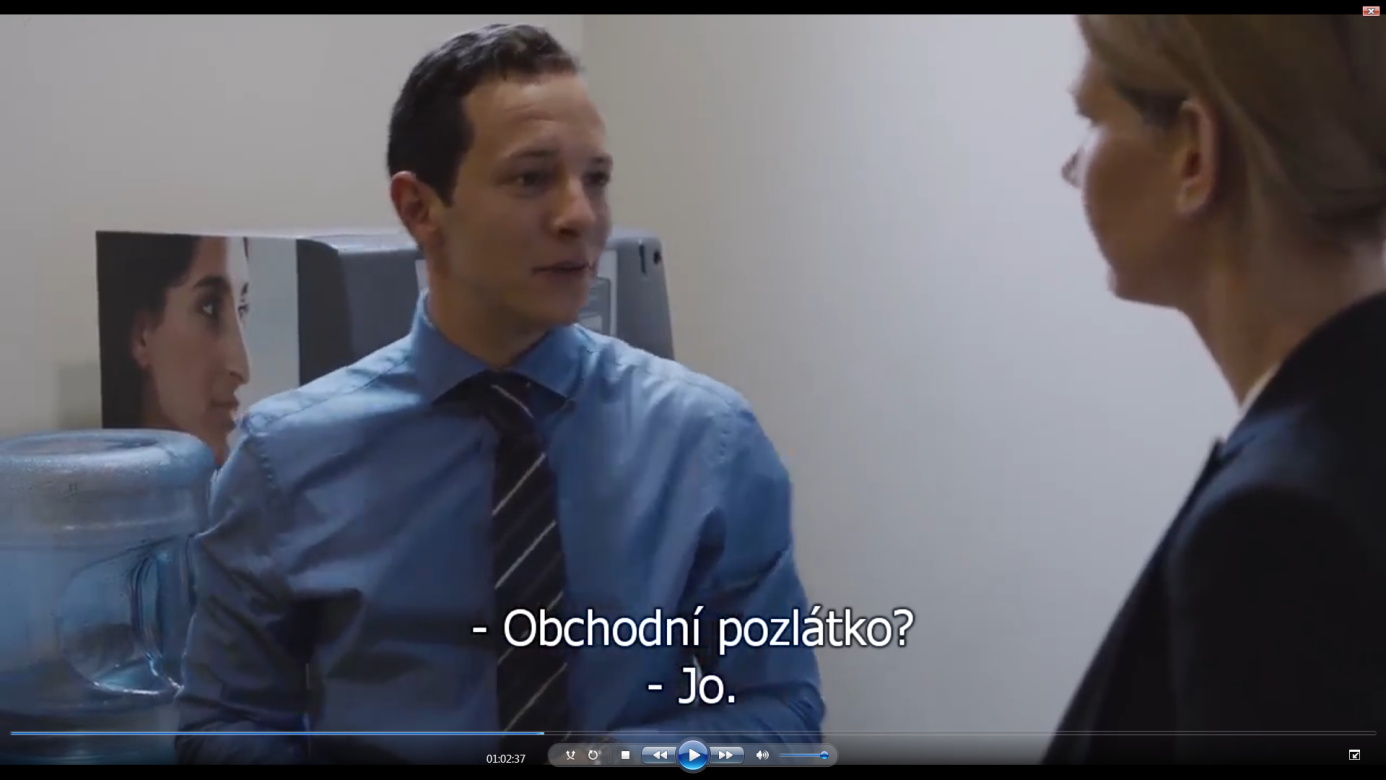 - Obchodní pozlátko?
- Jo.
01:02:37